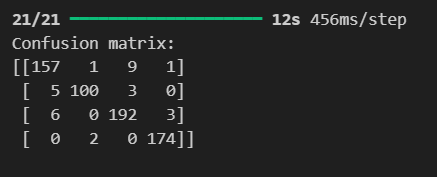 21/21 ━━━━━━━━━━━━━━━━━━━━ 12s 456ms/step
Confusion matrix:
[[157   1   9   1]
 [  5 100   3   0]
 [  6   0 192   3]
 [  0   2   0 174]]